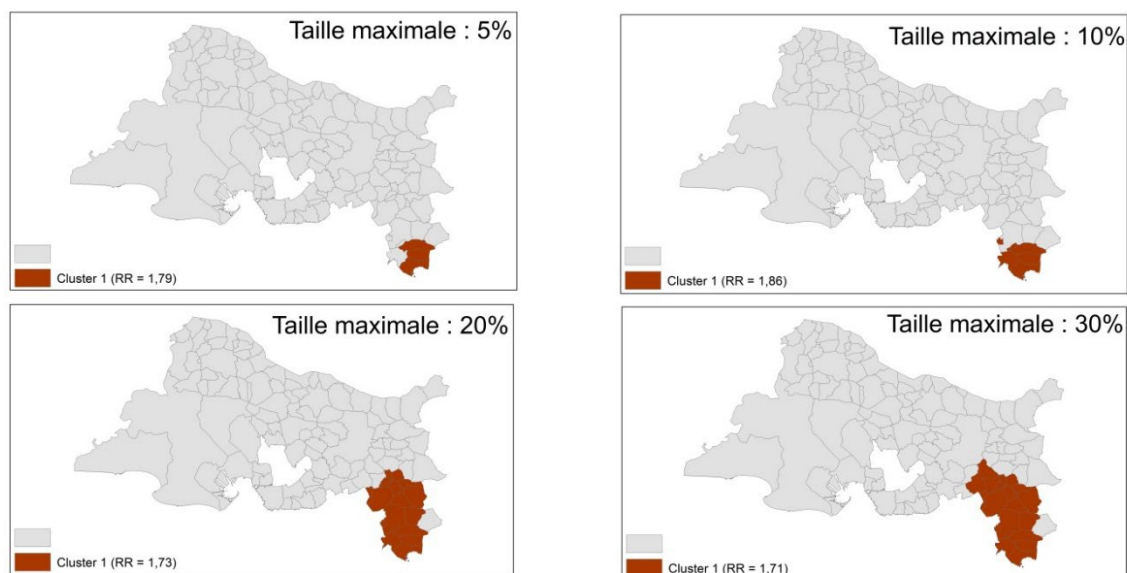 Taille maximale : 5%
Cluster 1 (RR = 1,79)
Taille maximale : 10%
Cluster 1 (RR = 1,86)
Taille maximale : 20%
Cluster 1 (RR = 1,73)
Taille maximale : 30%
Cluster 1 (RR = 1,71)